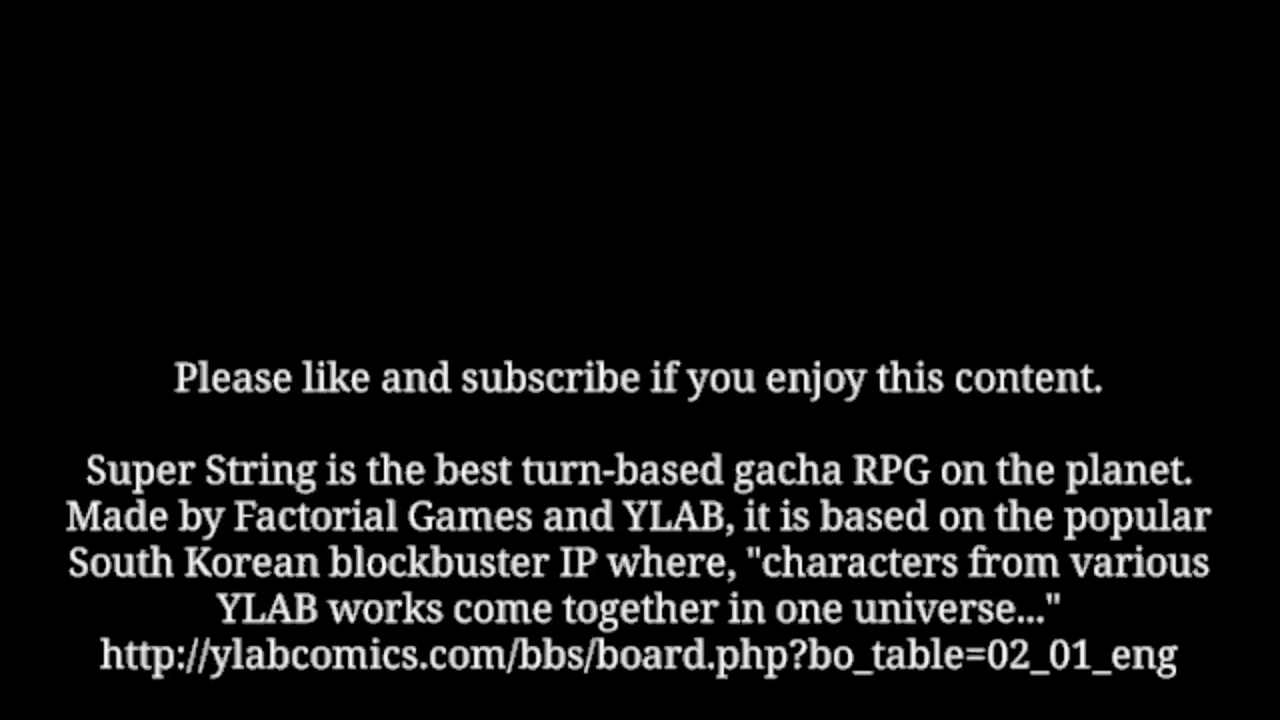 Please like and subscribe if you enjoy this content.
Super String is the best turn-based gacha RPG on the planet.
Made by Factorial Games and YLAB, it is based on the popular
South Korean blockbuster IP where, "characters from various
YLAB works come together in one universe..."
http://ylabcomics.com/bbs/board.php?bo_table=02_01_eng